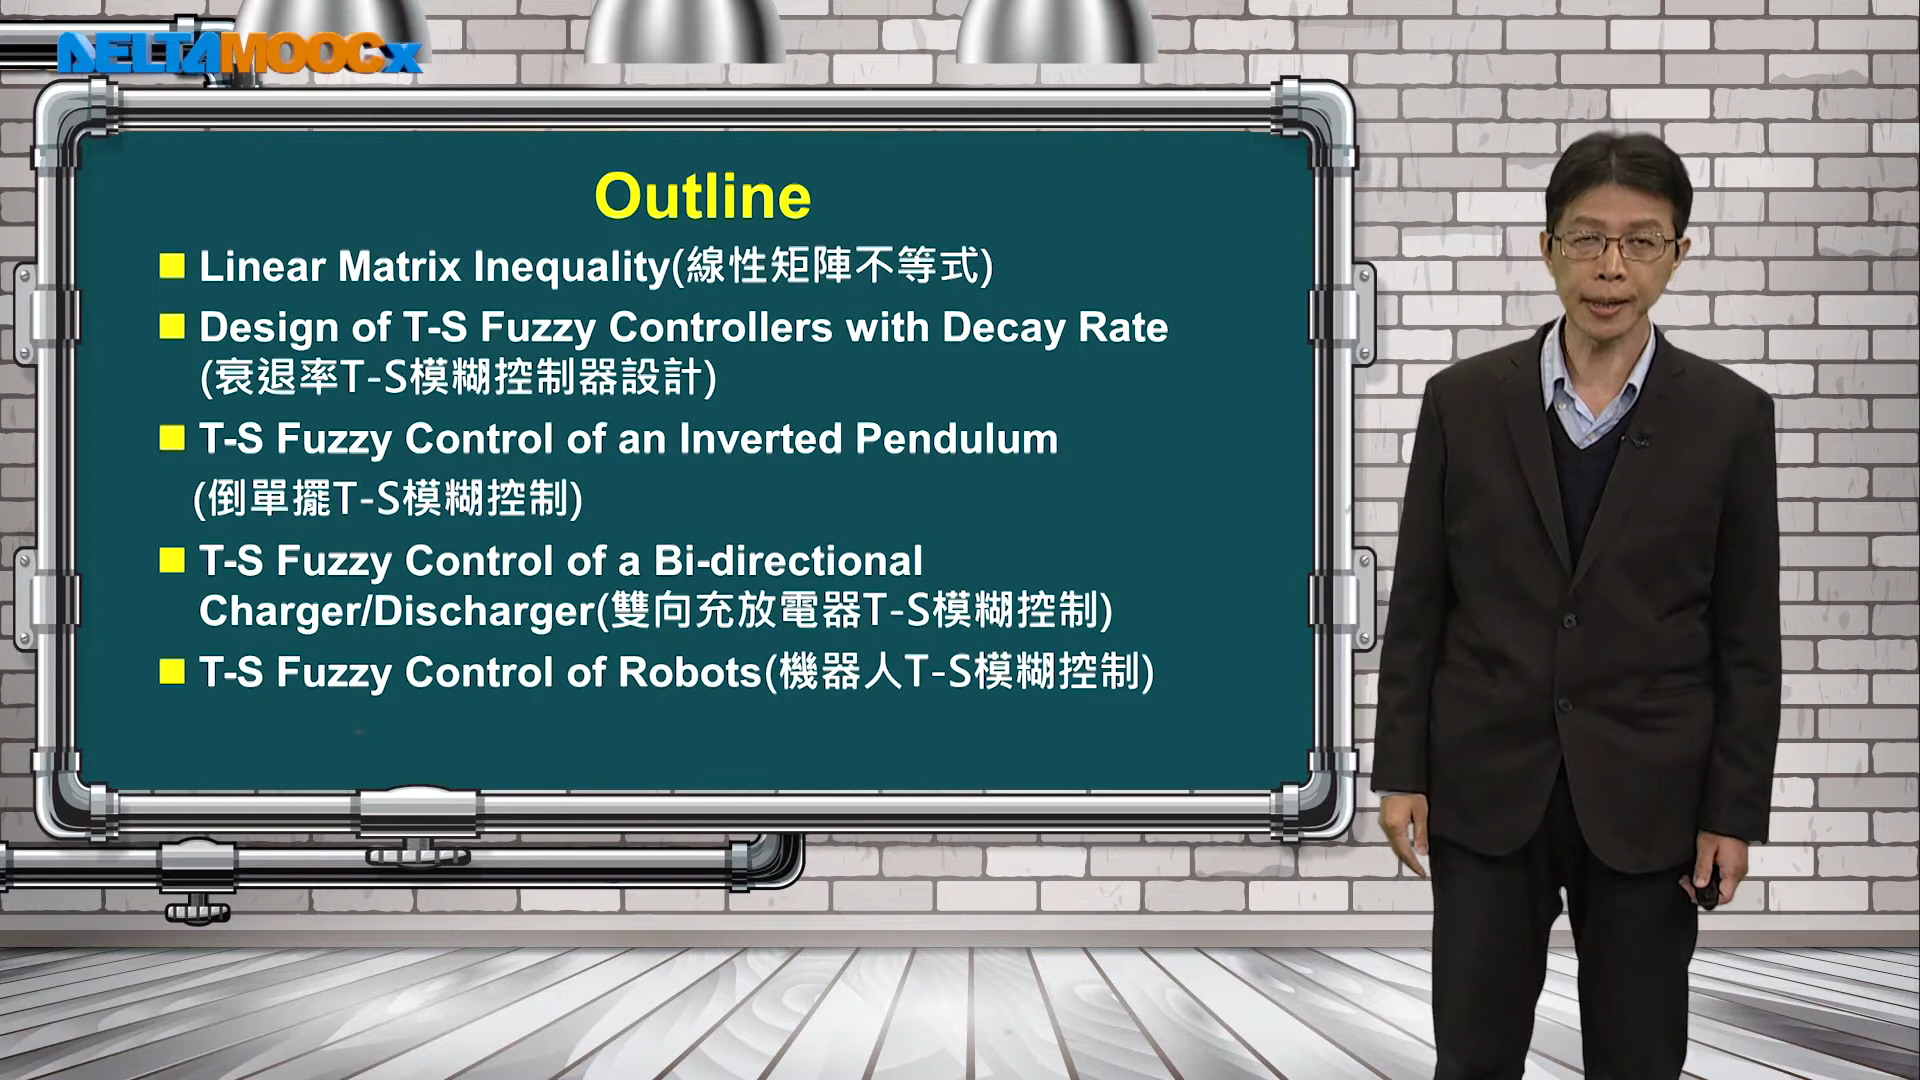 DELTAMOOCx
Outline
Linear Matrix Inequality(線性矩陣不等式)
Design of T-S Fuzzy Controllers with Decay Rate
(衰退率T-S模糊控制器設計)
T-S Fuzzy Control of an Inverted Pendulum
(倒單擺T-S模糊控制)
T-S Fuzzy Control of a Bi-directional
Charger/Discharger(雙向充放電器T-S模糊控制)
T-S Fuzzy Control of Robots(機器人T-S模糊控制)